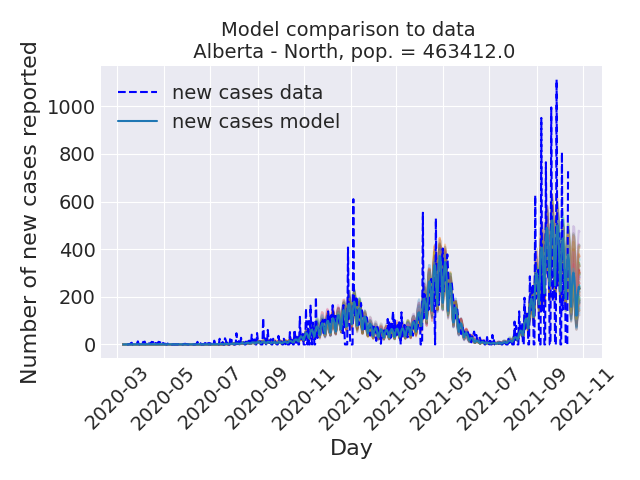 Model comparison to data
Alberta - North, pop. = 463412.0
Number of new cases reported
1000
800
600
400
200
0
new cases data
new cases model
2020-03
2020-05
2020-07
2020-09
2020-11
2021-01
2021-03
2021-05
2021-07
2021-09
2021-11
Day